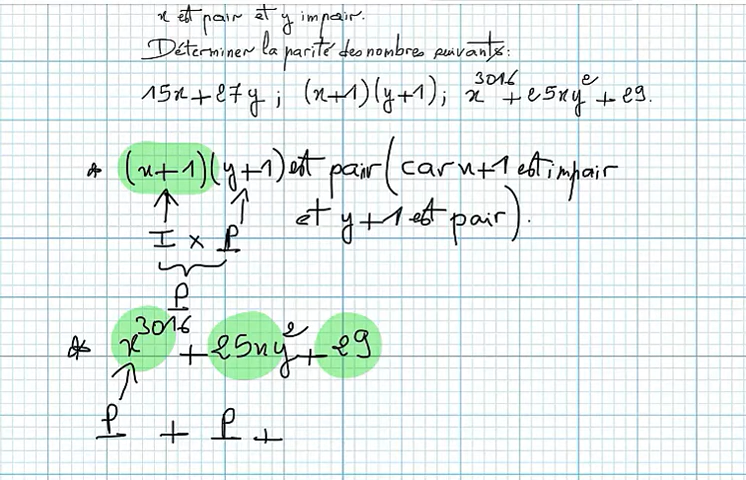 x est pair et y impair.
Déterminer la parité des nombres suivants:
15x+27y; (x+1)(y+1); x^3016+25xy^2+29.
* (x+1)(y+1) est pair (car x+1 est impair
et y+1 est pair).
I × P
P
* x^3016+25xy^2+29
P + P +